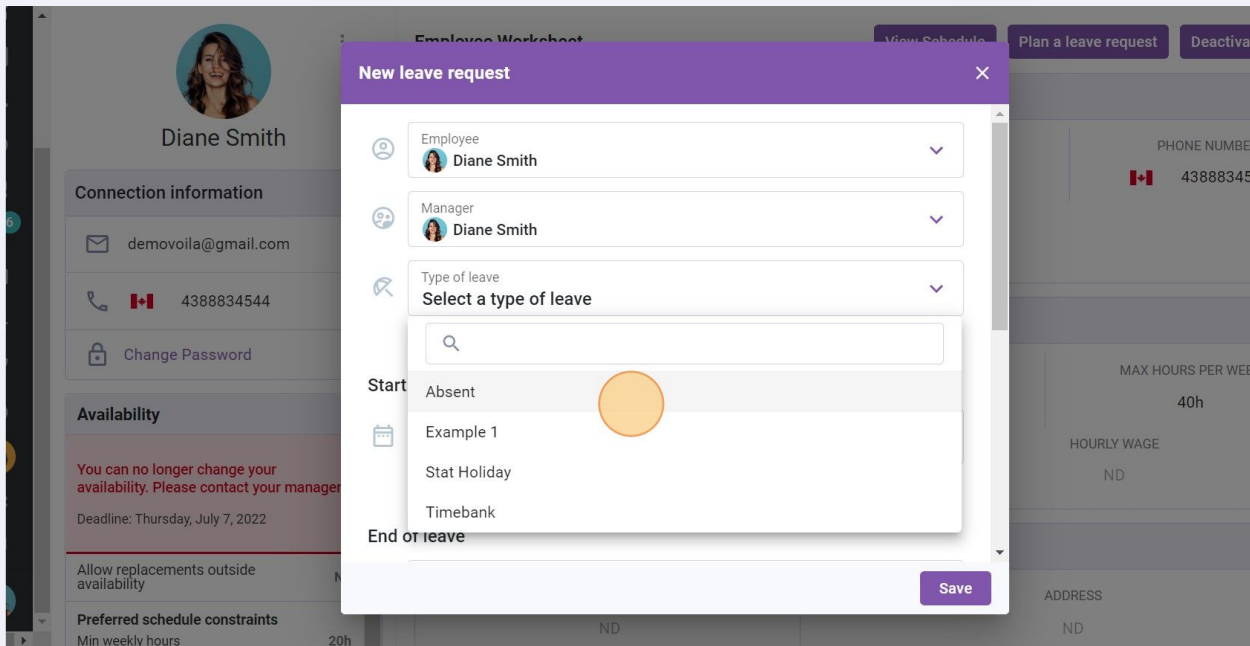 Employee Worksheet
View Schedule
Plan a leave request
Diane Smith
Connection information
demovoila@gmail.com
4388834544
Change Password
Availability
You can no longer change your
availability. Please contact your manager
Deadline: Thursday, July 7, 2022
Allow replacements outside
availability
Preferred schedule constraints
Min weekly hours 20h
New leave request
Employee
Diane Smith
Manager
Diane Smith
Type of leave
Select a type of leave
Absent
Example 1
Stat Holiday
Timebank
Start
End of leave
Save
PHONE
43888345
MAX HOURS PER
40h
HOURLY WAGE
ND
ADDRESS
ND
ND
6